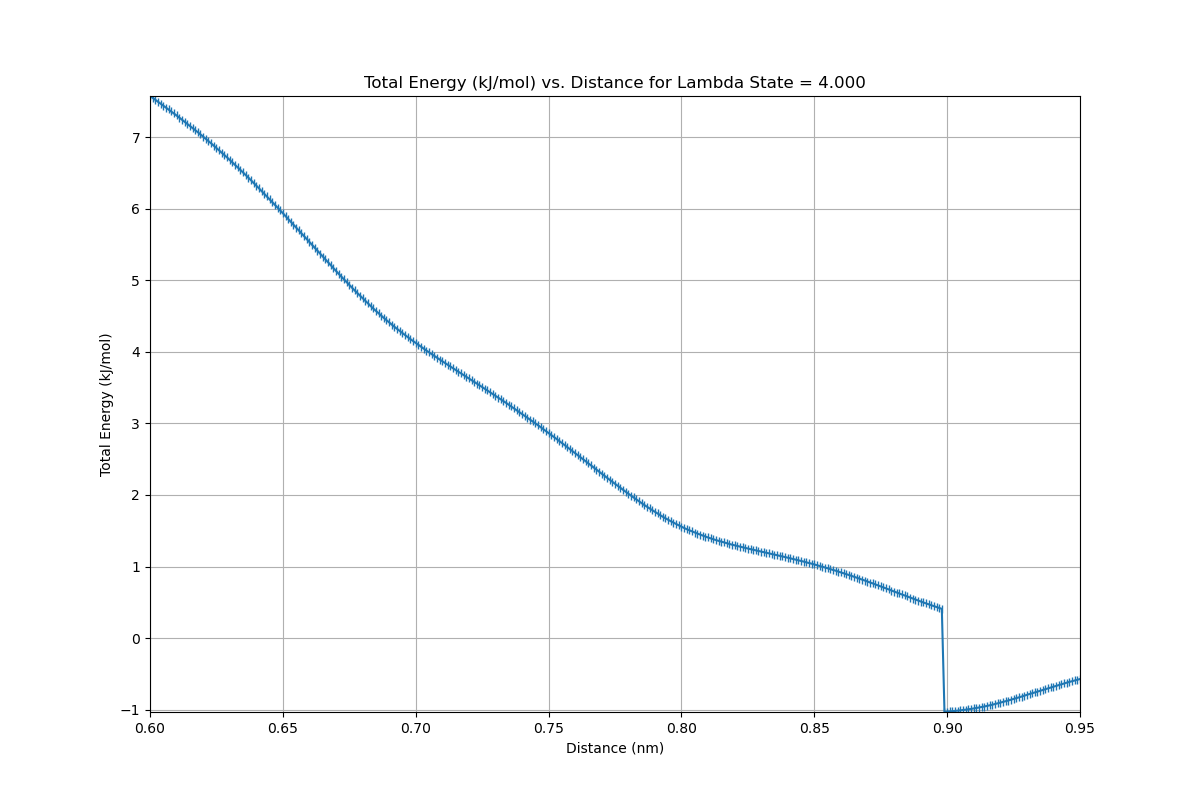 Total Energy (kJ/mol) vs. Distance for Lambda State = 4.000
Total Energy (kJ/mol)
7
6
5
4
3
2
1
0
−1
0.60 0.65 0.70 0.75 0.80 0.85 0.90 0.95
Distance (nm)